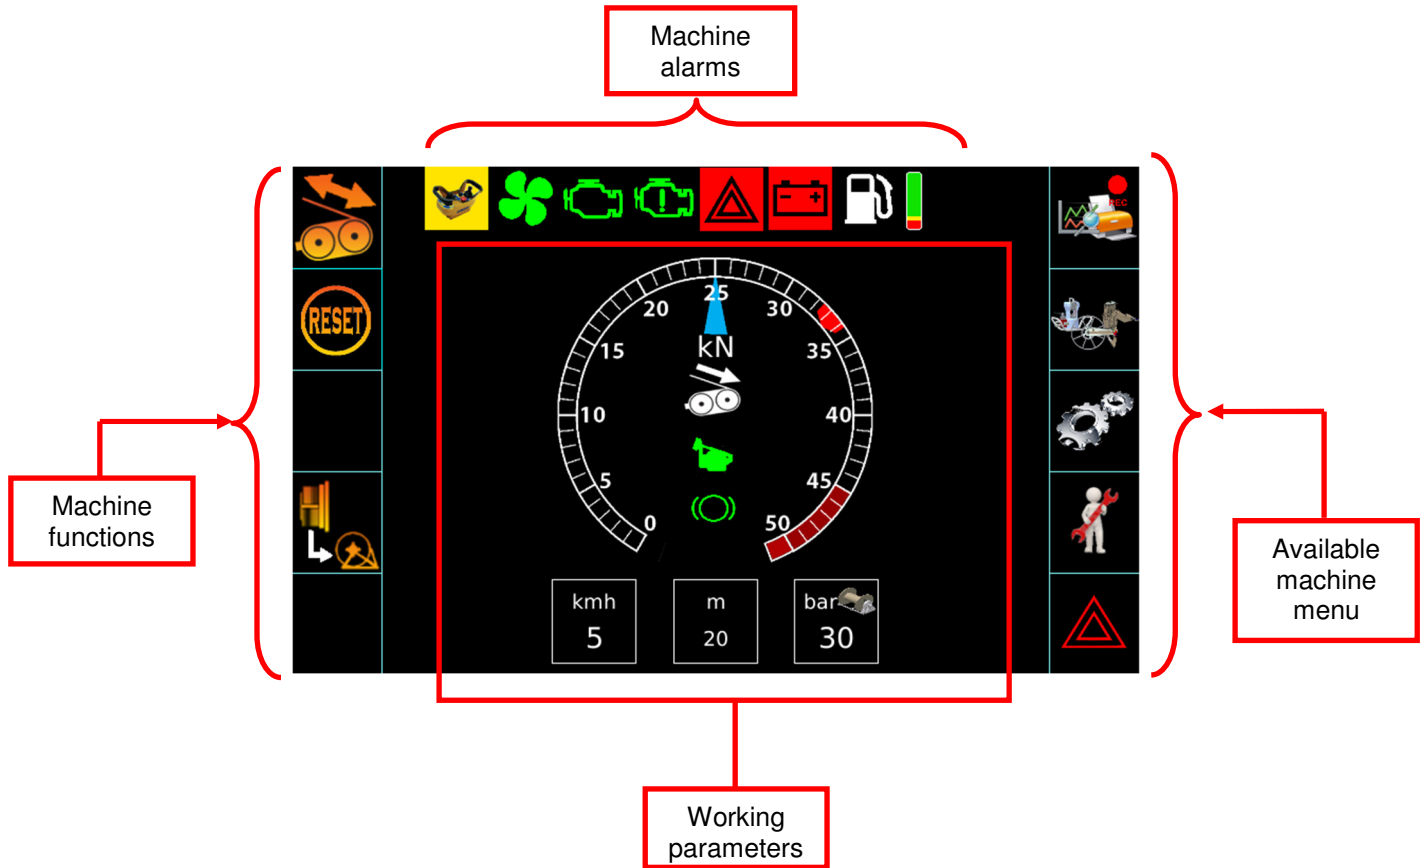 Machine
alarms
REC
RESET
25
20
30
kN
15
35
10
40
5
45
0
50
Machine
functions
Available
machine
menu
kmh
m
bar
5
20
30
Working
parameters